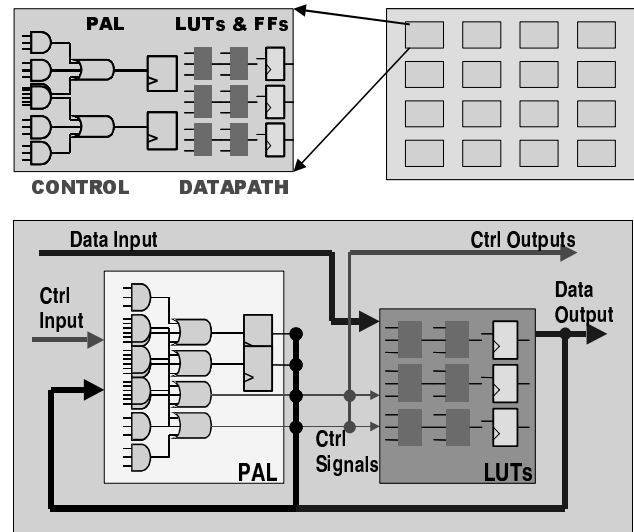 PAL LUTs & FFs
CONTROL DATAPATH
Data Input
Ctrl Outputs
Ctrl
Input
Data
Output
Ctrl
Signals
PAL
LUTs